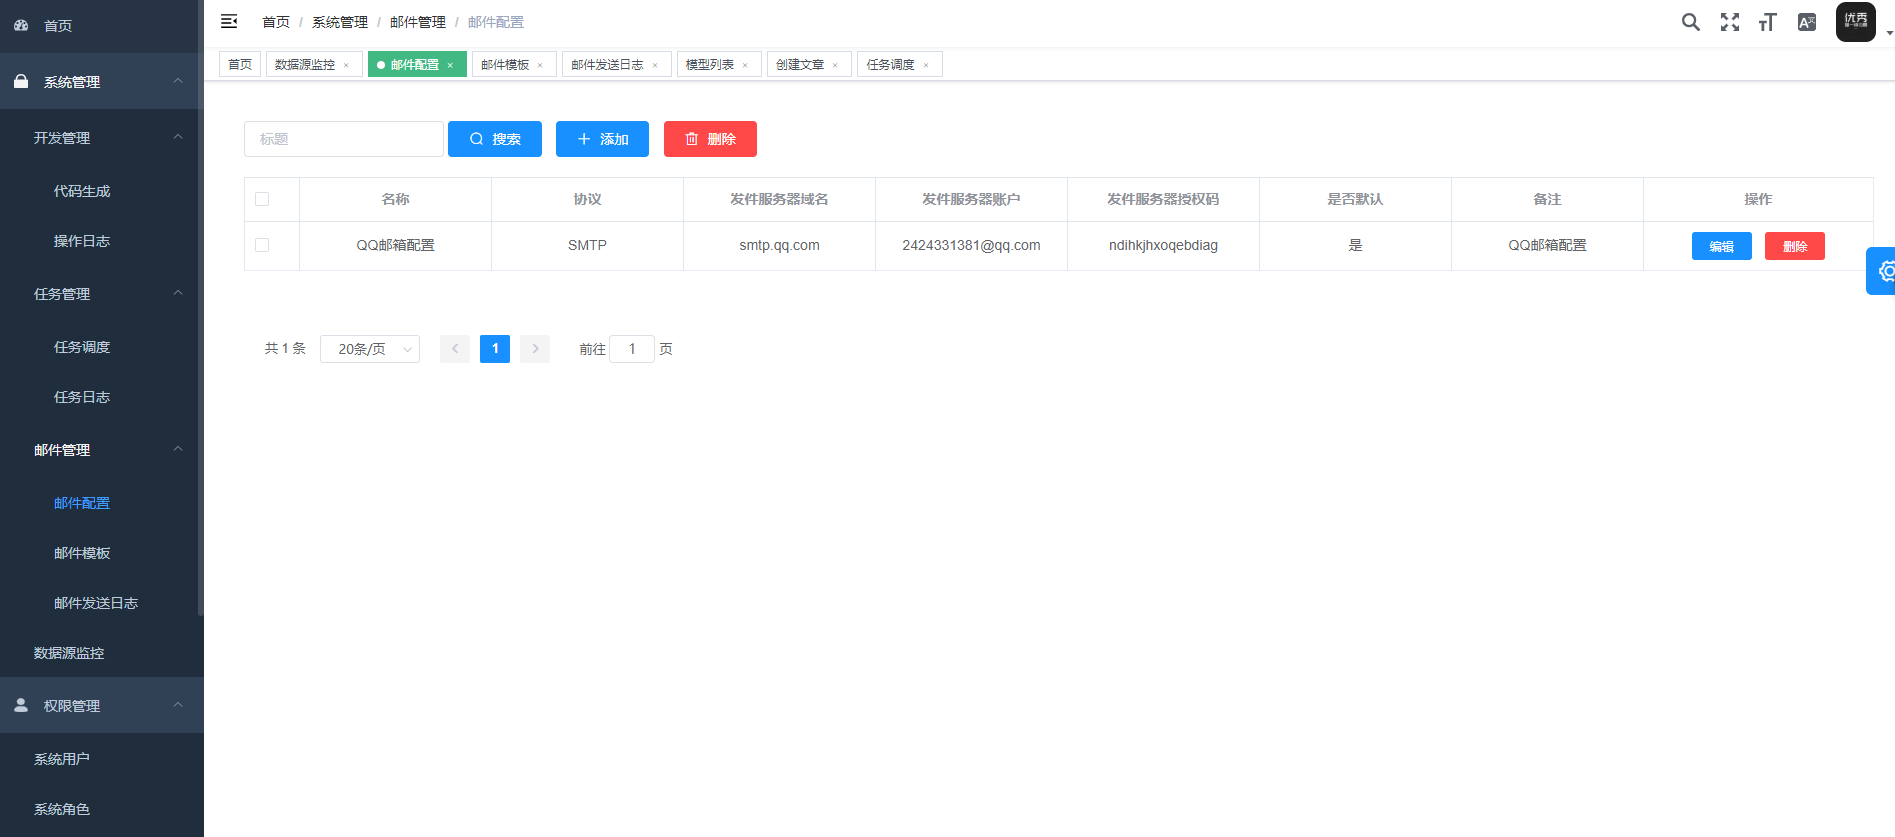 首页
系统管理
开发管理
代码生成
操作日志
任务管理
任务调度
任务日志
邮件管理
邮件配置
邮件模板
邮件发送日志
数据源监控
权限管理
系统用户
系统角色
首页 / 系统管理 / 邮件管理 / 邮件配置
首页 数据源监控 × 邮件配置 × 邮件模板 × 邮件发送日志 × 模型列表 × 创建文章 × 任务调度 ×
标题 搜索 添加 删除
名称 协议 发件服务器域名 发件服务器账户 发件服务器授权码 是否默认 备注 操作
QQ邮箱配置 SMTP smtp.qq.com 2424331381@qq.com ndihkjhxoqebdiag 是 QQ邮箱配置 编辑 删除
共 1 条 20条/页 1 前往 1 页
优秀